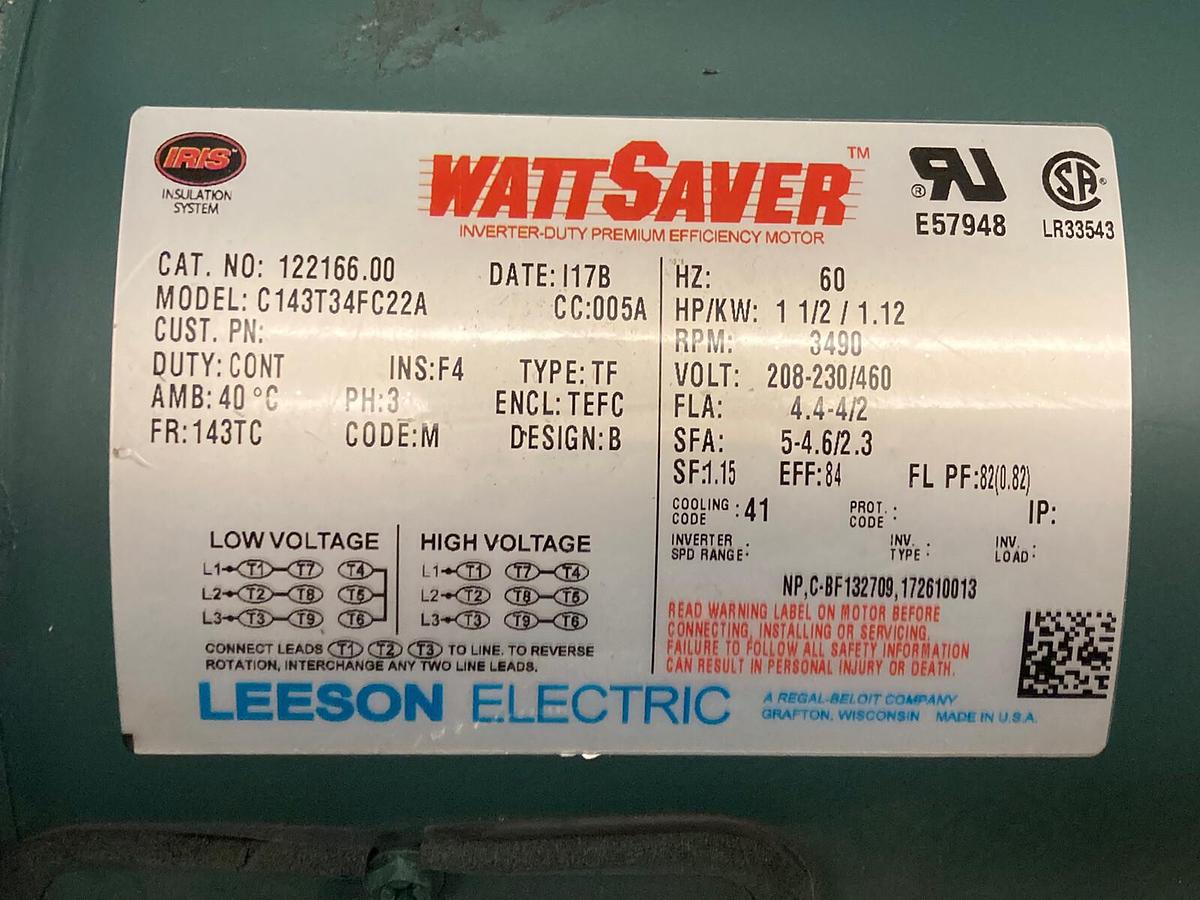 IRIS™
INSULATION
SYSTEM
WATTSAVER™
INVERTER-DUTY PREMIUM EFFICIENCY MOTOR
®
E57948
SA®
LR33543
CAT. NO: 122166.00 DATE: I17B
MODEL: C143T34FC22A CC:005A
CUST. PN:
DUTY: CONT INS:F4 TYPE: TF
AMB: 40 °C PH:3 ENCL: TEFC
FR:143TC CODE:M DESIGN: B
HZ: 60
HP/KW: 1 1/2 / 1.12
RPM: 3490
VOLT: 208-230/460
FLA: 4.4-4/2
SFA: 5-4.6/2.3
SF:1.15 EFF:84 FL PF:82(0.82)
COOLING CODE : 41 PROT. CODE : IP:
INVERTER SPD RANGE: INV. TYPE : INV. LOAD :
NP,C-BF132709,172610013
LOW VOLTAGE
L1 T1 T7 T4
L2 T2 T8 T5
L3 T3 T9 T6
HIGH VOLTAGE
L1 T1 T7 T4
L2 T2 T8 T5
L3 T3 T9 T6
CONNECT LEADS T1 T2 T3 TO LINE. TO REVERSE
ROTATION, INTERCHANGE ANY TWO LINE LEADS.
READ WARNING LABEL ON MOTOR BEFORE
CONNECTING, INSTALLING OR SERVICING.
FAILURE TO FOLLOW ALL SAFETY INFORMATION
CAN RESULT IN PERSONAL INJURY OR DEATH.
LEESON ELECTRIC
A REGAL-BELOIT COMPANY
GRAFTON, WISCONSIN MADE IN U.S.A.